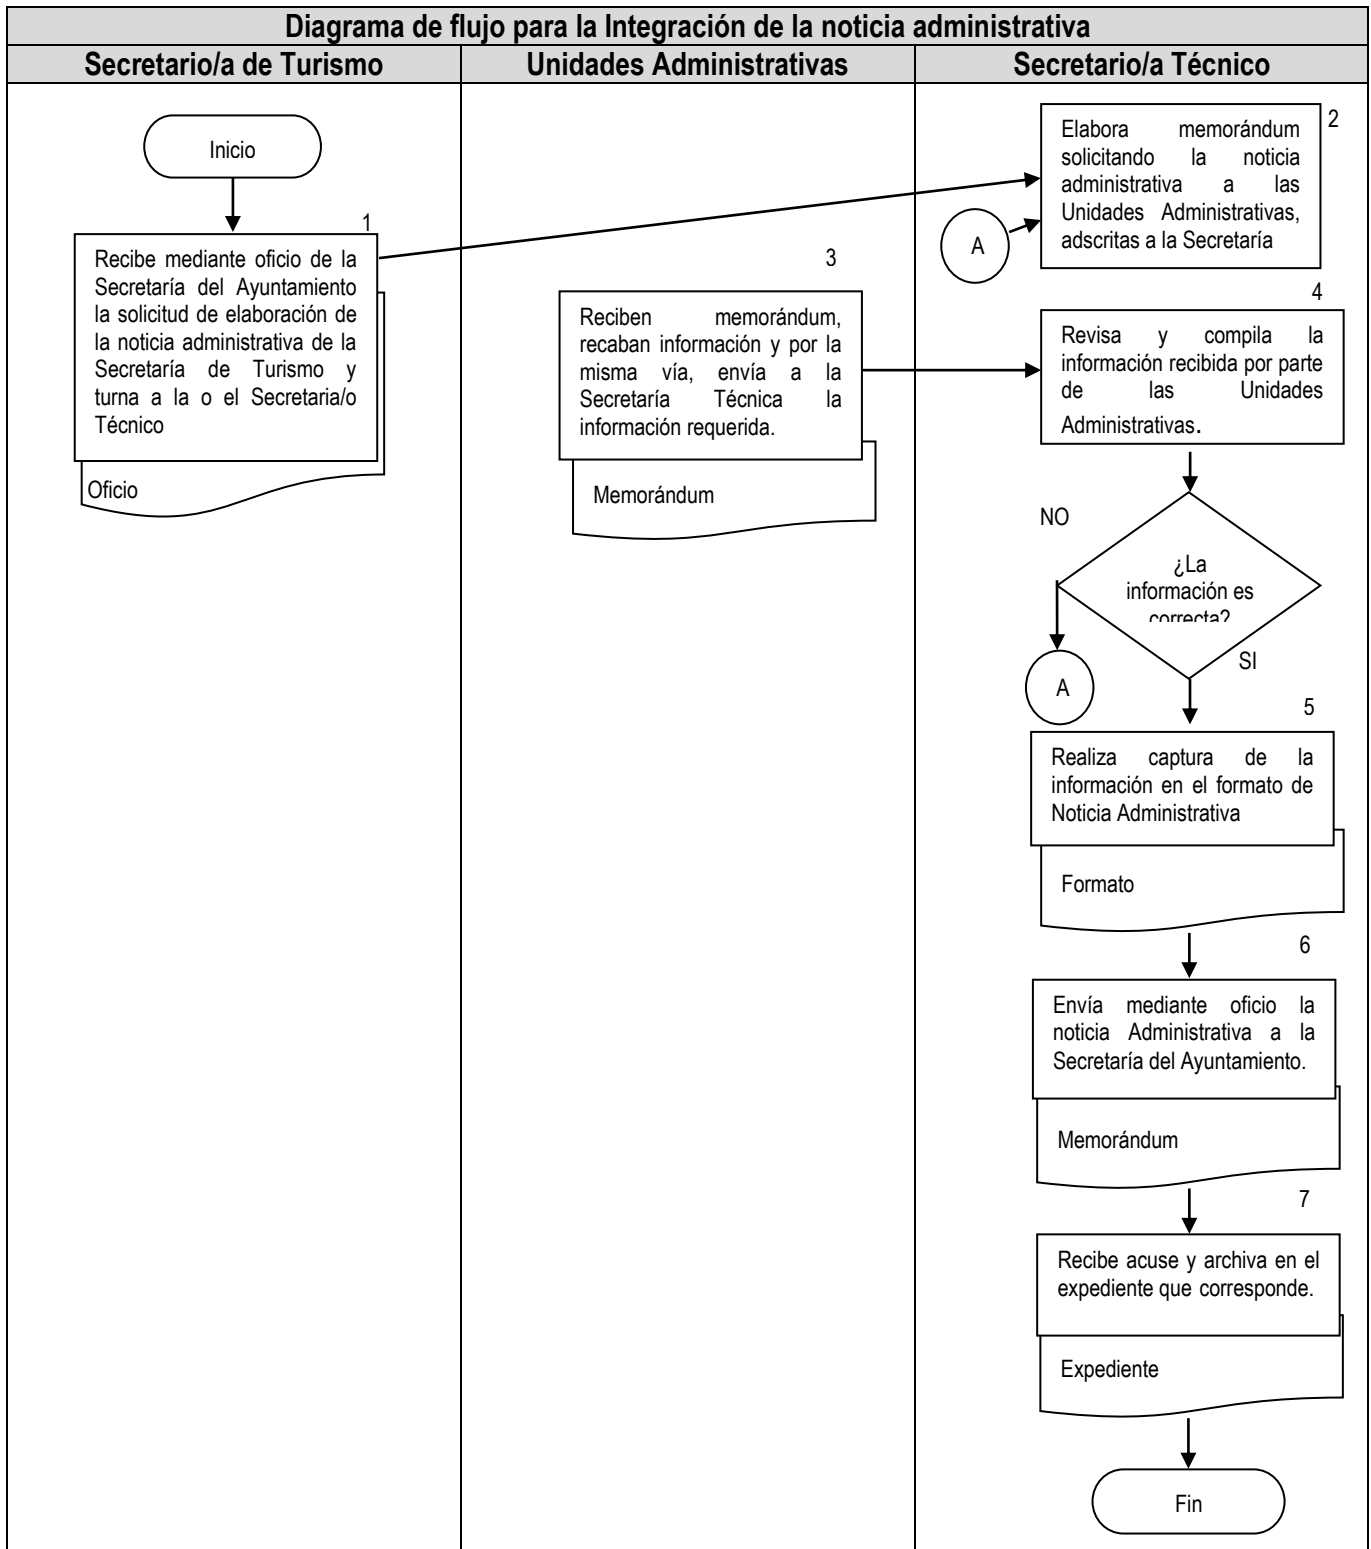 Diagrama de flujo para la Integración de la noticia administrativa
Secretario/a de Turismo
Unidades Administrativas
Secretario/a Técnico
Inicio
1
Recibe mediante oficio de la
Secretaría del Ayuntamiento
la solicitud de elaboración de
la noticia administrativa de la
Secretaría de Turismo y
turna a la o el Secretaria/o
Técnico
Oficio
2
Elabora memorándum
solicitando la noticia
administrativa a las
Unidades Administrativas,
adscritas a la Secretaría
A
3
Reciben memorándum,
recaban información y por la
misma vía, envía a la
Secretaría Técnica la
información requerida.
Memorándum
4
Revisa y compila la
información recibida por parte
de las Unidades
Administrativas.
NO
¿La
información es
correcta?
SI
A
5
Realiza captura de la
información en el formato de
Noticia Administrativa
Formato
6
Envía mediante oficio la
noticia Administrativa a la
Secretaría del Ayuntamiento.
Memorándum
7
Recibe acuse y archiva en el
expediente que corresponde.
Expediente
Fin